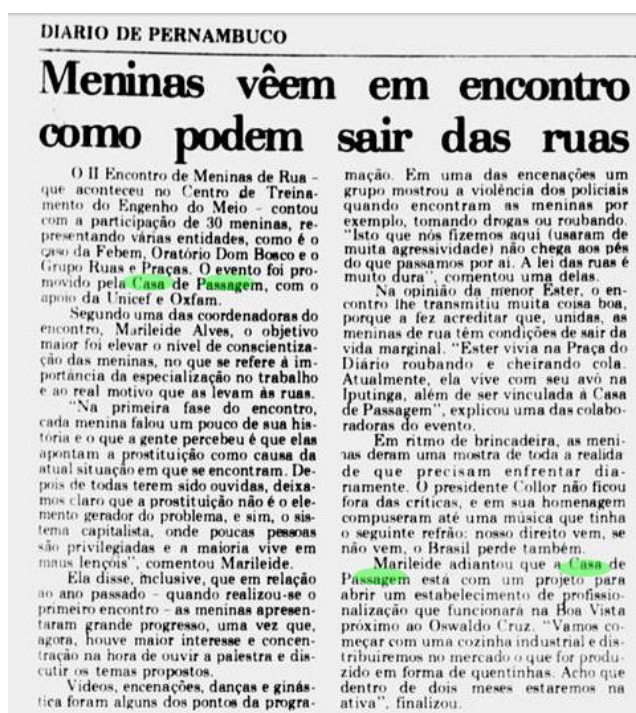 DIARIO DE PERNAMBUCO
Meninas vêem em encontro
como podem sair das ruas
O II Encontro de Meninas de Rua -
que aconteceu no Centro de Treina-
mento do Engenho do Meio - contou
com a participação de 30 meninas, re-
presentando várias entidades, como é o
caso da Febem, Oratório Dom Bosco e o
Grupo Ruas e Praças. O evento foi pro-
movido pela Casa de Passagem, com o
apoio da Unicef e Oxfam.
Segundo uma das coordenadoras do
encontro, Marileide Alves, o objetivo
maior foi elevar o nível de conscientiza-
ção das meninas, no que se refere à im-
portância da especialização no trabalho
e ao real motivo que as levam às ruas.
"Na primeira fase do encontro,
cada menina falou um pouco de sua his-
tória e o que a gente percebeu é que elas
apontam a prostituição como causa da
atual situação em que se encontram. De-
pois de todas terem sido ouvidas, deixa-
mos claro que a prostituição não é o ele-
mento gerador do problema, e sim, o sis-
tema capitalista, onde poucas pessoas
são privilegiadas e a maioria vive em
maus lençóis", comentou Marileide.
Ela disse, inclusive, que em relação
ao ano passado - quando realizou-se o
primeiro encontro - as meninas apresen-
taram grande progresso, uma vez que,
agora, houve maior interesse e concen-
tração na hora de ouvir a palestra e dis-
cutir os temas propostos.
Vídeos, encenações, danças e ginás-
tica foram alguns dos pontos da progra-
mação. Em uma das encenações um
grupo mostrou a violência dos policiais
quando encontram as meninas por
exemplo, tomando drogas ou roubando.
"Isto que nós fizemos aqui (usaram de
muita agressividade) não chega aos pés
do que passamos por aí. A lei das ruas é
muito dura", comentou uma delas.
Na opinião da menor Ester, o en-
contro lhe transmitiu muita coisa boa,
porque a fez acreditar que, unidas, as
meninas de rua têm condições de sair da
vida marginal. "Ester vivia na Praça do
Diário roubando e cheirando cola.
Atualmente, ela vive com seu avô na
Iputinga, além de ser vinculada à Casa
de Passagem", explicou uma das colabo-
radoras do evento.
Em ritmo de brincadeira, as meni-
nas deram uma mostra de toda a realida-
de que precisam enfrentar dia-
riamente. O presidente Collor não ficou
fora das críticas, e em sua homenagem
compuseram até uma música que tinha
o seguinte refrão: nosso direito vem, se
não vem, o Brasil perde também.
Marileide adiantou que a Casa de
Passagem está com um projeto para
abrir um estabelecimento de profissio-
nalização que funcionará na Boa Vista
próximo ao Oswaldo Cruz. "Vamos co-
meçar com uma cozinha industrial e dis-
tribuiremos no mercado o que for produ-
zido em forma de quentinhas. Acho que
dentro de dois meses estaremos na
ativa", finalizou.